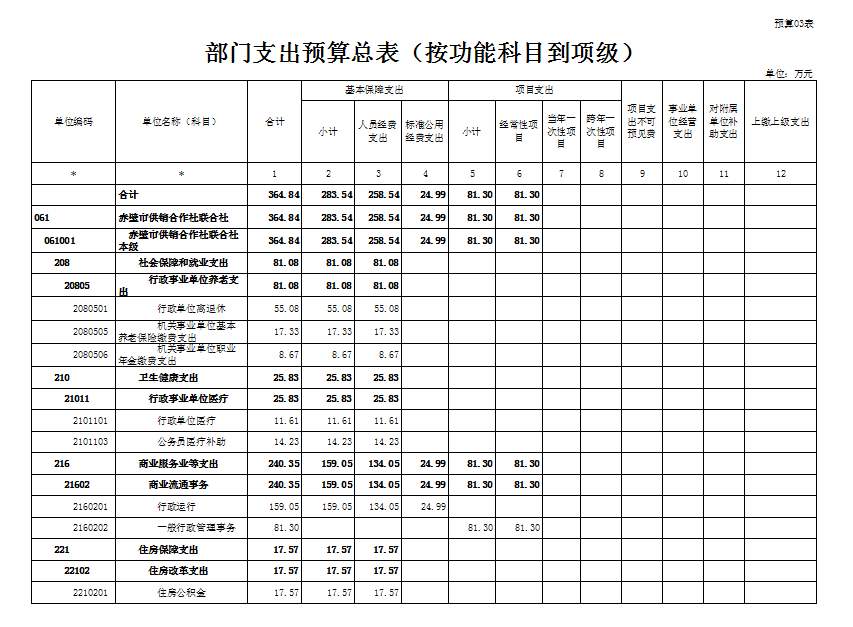 预算03表
部门支出预算总表（按功能科目到项级）
单位：万元
单位编码 单位名称（科目） 合计 基本保障支出 项目支出 项目支出不可预见费 事业单位经营支出 对附属单位补助支出 上缴上级支出
小计 人员经费支出 标准公用经费支出 小计 经常性项目 当年一次性项目 跨年一次性项目
* * 1 2 3 4 5 6 7 8 9 10 11 12
合计 364.84 283.54 258.54 24.99 81.30 81.30
061 赤壁市供销合作社联合社 364.84 283.54 258.54 24.99 81.30 81.30
061001 赤壁市供销合作社联合社本级 364.84 283.54 258.54 24.99 81.30 81.30
208 社会保障和就业支出 81.08 81.08 81.08
20805 行政事业单位养老支出 81.08 81.08 81.08
2080501 行政单位离退休 55.08 55.08 55.08
2080505 机关事业单位基本养老保险缴费支出 17.33 17.33 17.33
2080506 机关事业单位职业年金缴费支出 8.67 8.67 8.67
210 卫生健康支出 25.83 25.83 25.83
21011 行政事业单位医疗 25.83 25.83 25.83
2101101 行政单位医疗 11.61 11.61 11.61
2101103 公务员医疗补助 14.23 14.23 14.23
216 商业服务业等支出 240.35 159.05 134.05 24.99 81.30 81.30
21602 商业流通事务 240.35 159.05 134.05 24.99 81.30 81.30
2160201 行政运行 159.05 159.05 134.05 24.99
2160202 一般行政管理事务 81.30 81.30 81.30
221 住房保障支出 17.57 17.57 17.57
22102 住房改革支出 17.57 17.57 17.57
2210201 住房公积金 17.57 17.57 17.57